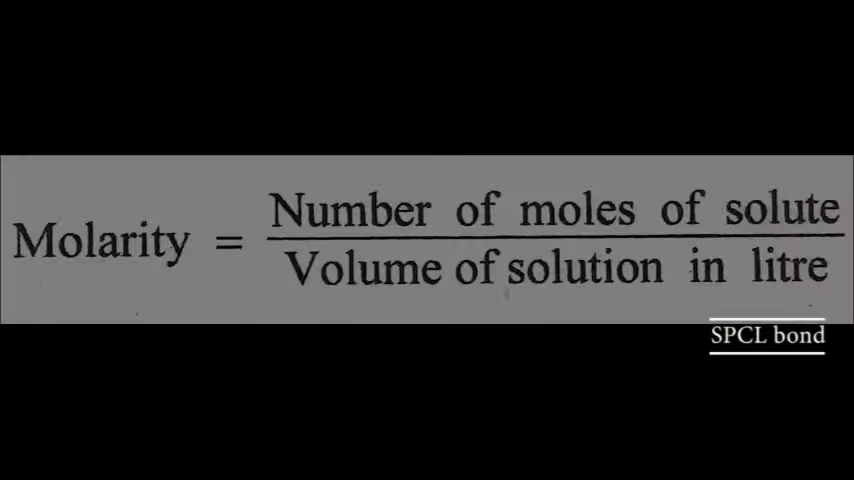 Number of moles of solute
Molarity =
Volume of solution in litre
SPCL bond